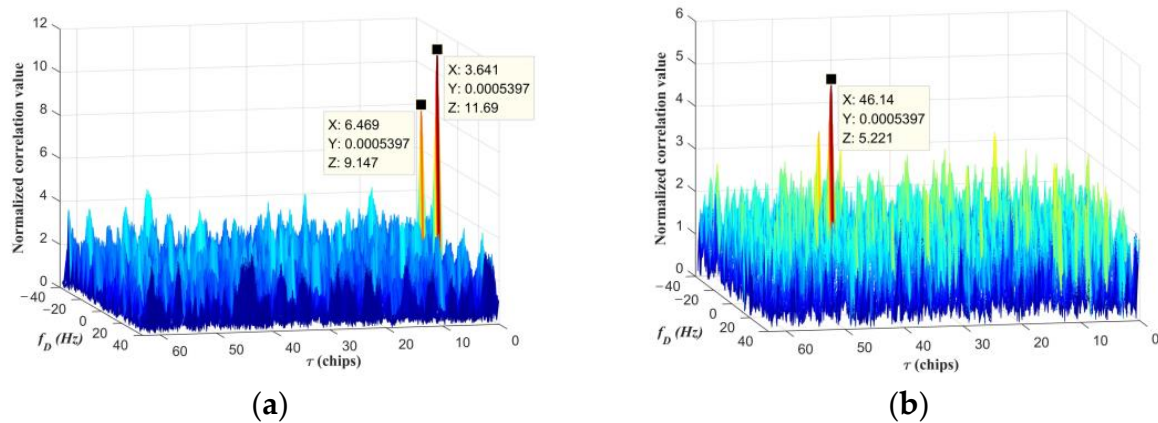 12
10
8
6
4
2
0
Normalized correlation value
X: 3.641
Y: 0.0005397
Z: 11.69
X: 6.469
Y: 0.0005397
Z: 9.147
−40
−20
0
20
40
f_D (Hz)
60
50
40
30
20
10
0
τ (chips)
(a)
6
5
4
3
2
1
0
Normalized correlation value
X: 46.14
Y: 0.0005397
Z: 5.221
−40
−20
0
20
40
f_D (Hz)
60
50
40
30
20
10
0
τ (chips)
(b)